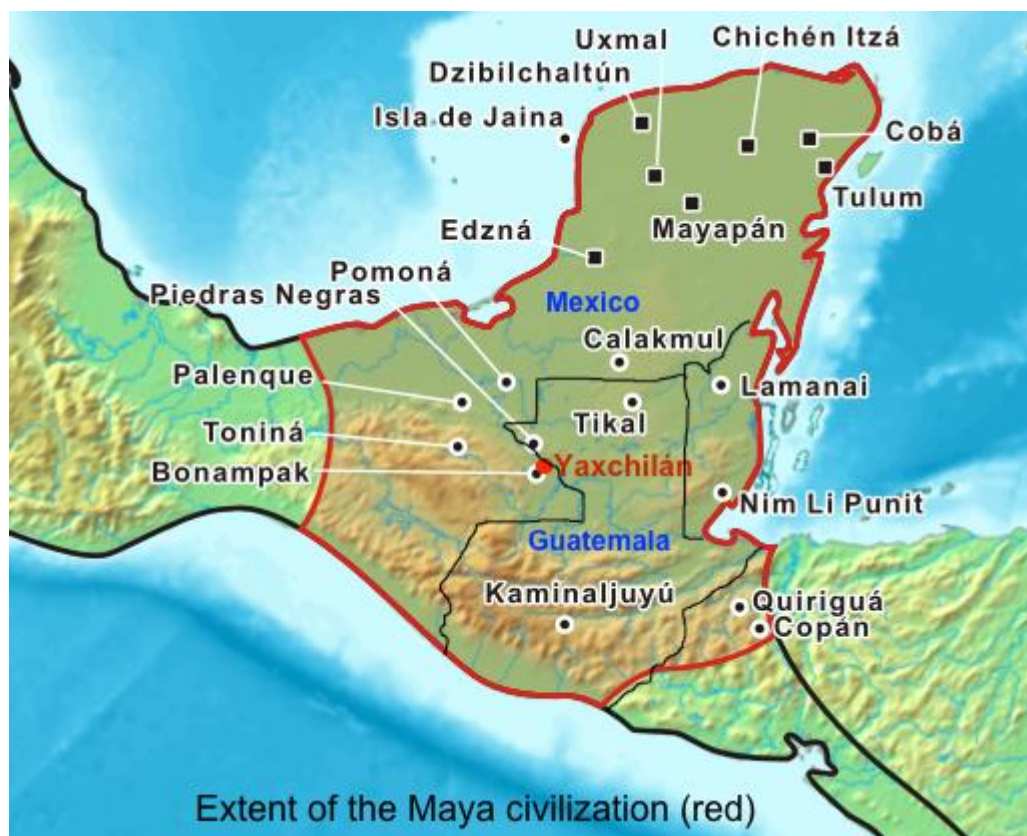 Uxmal
Chichén Itzá
Dzibilchaltún
Isla de Jaina
Cobá
Tulum
Mayapán
Edzná
Pomoná
Piedras Negras
Mexico
Calakmul
Palenque
Lamanai
Tikal
Toniná
Bonampak
Yaxchilán
Nim Li Punit
Guatemala
Kaminaljuyú
Quiriguá
Copán
Extent of the Maya civilization (red)